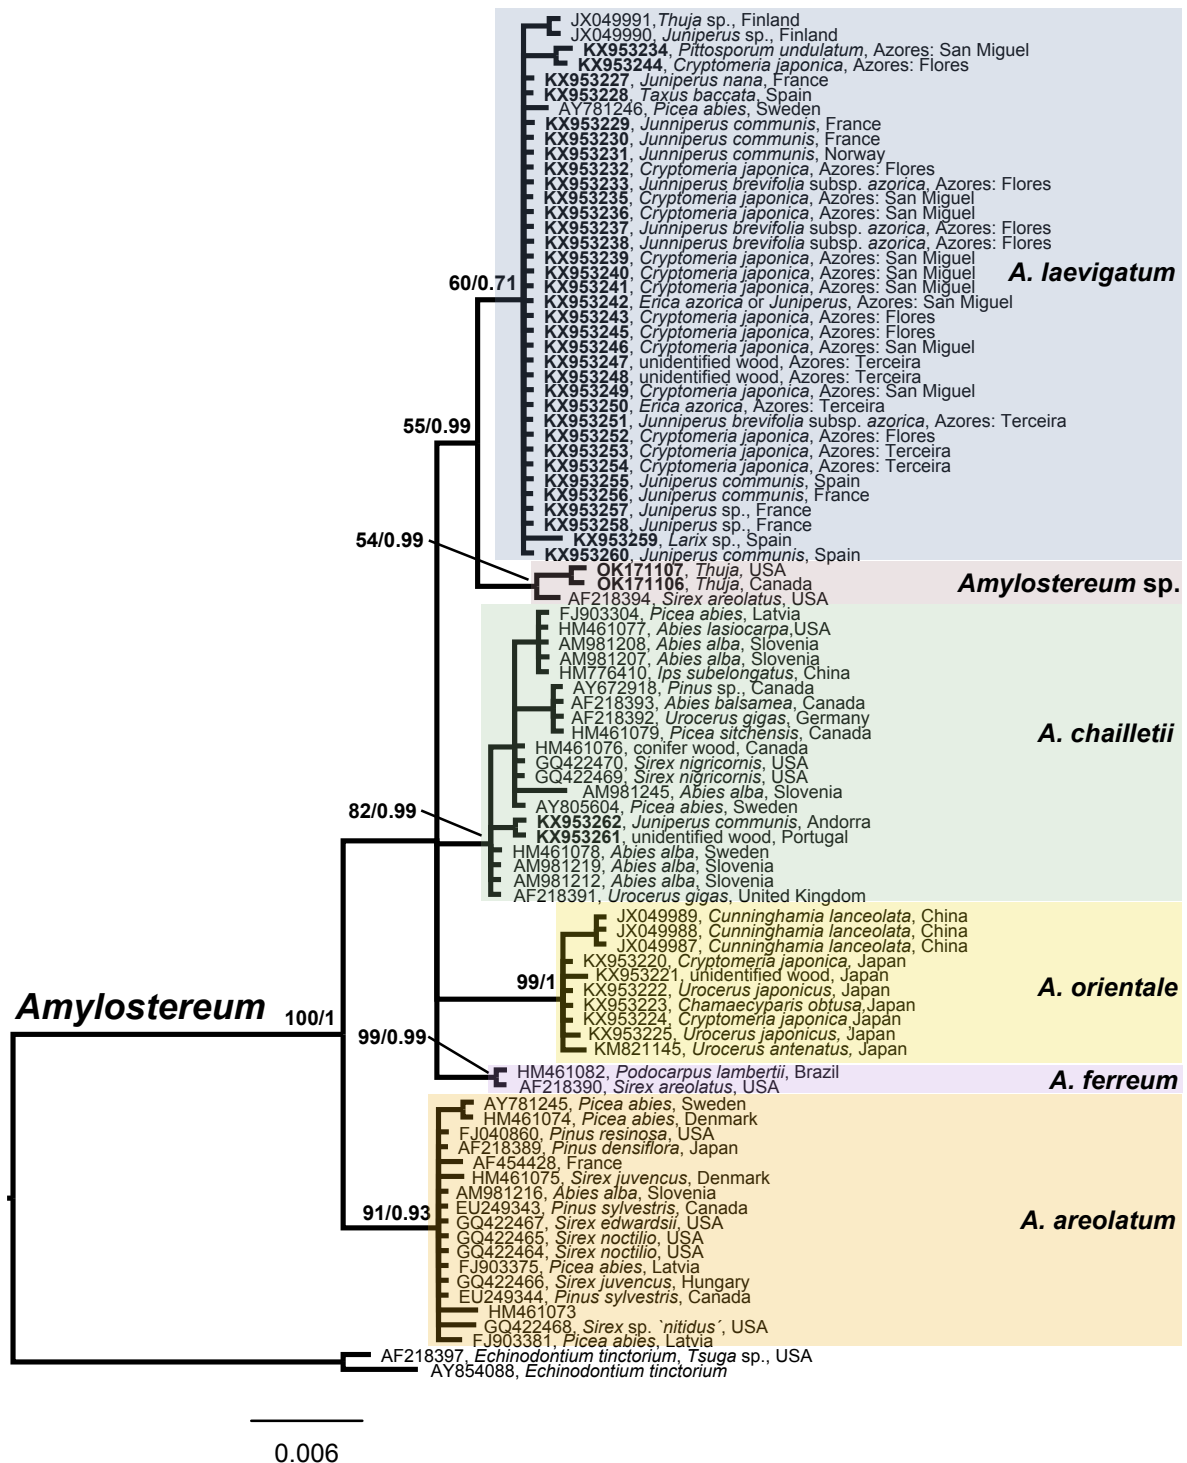 JX049991, Thuja sp., Finland
JX049990, Juniperus sp., Finland
KX953234, Pittosporum undulatum, Azores: San Miguel
KX953244, Cryptomeria japonica, Azores: Flores
KX953227, Juniperus nana, France
KX953228, Taxus baccata, Spain
AY781246, Picea abies, Sweden
KX953229, Junniperus communis, France
KX953230, Junniperus communis, France
KX953231, Junniperus communis, Norway
KX953232, Cryptomeria japonica, Azores: Flores
KX953233, Junniperus brevifolia subsp. azorica, Azores: Flores
KX953235, Cryptomeria japonica, Azores: San Miguel
KX953236, Cryptomeria japonica, Azores: San Miguel
KX953237, Junniperus brevifolia subsp. azorica, Azores: Flores
KX953238, Junniperus brevifolia subsp. azorica, Azores: Flores
KX953239, Cryptomeria japonica, Azores: San Miguel
KX953240, Cryptomeria japonica, Azores: San Miguel
A. laevigatum
KX953241, Cryptomeria japonica, Azores: San Miguel
60/0.71
KX953242, Erica azorica or Juniperus, Azores: San Miguel
KX953243, Cryptomeria japonica, Azores: Flores
KX953245, Cryptomeria japonica, Azores: Flores
KX953246, Cryptomeria japonica, Azores: San Miguel
KX953247, unidentified wood, Azores: Terceira
KX953248, unidentified wood, Azores: Terceira
KX953249, Cryptomeria japonica, Azores: San Miguel
KX953250, Erica azorica, Azores: Terceira
KX953251, Junniperus brevifolia subsp. azorica, Azores: Terceira
55/0.99
KX953252, Cryptomeria japonica, Azores: Flores
KX953253, Cryptomeria japonica, Azores: Terceira
KX953254, Cryptomeria japonica, Azores: Terceira
KX953255, Juniperus communis, Spain
KX953256, Juniperus communis, France
KX953257, Juniperus sp., France
KX953258, Juniperus sp., France
KX953259, Larix sp., Spain
54/0.99
KX953260, Juniperus communis, Spain
OK171107, Thuja, USA
OK171106, Thuja, Canada
Amylostereum sp.
AF218394, Sirex areolatus, USA
FJ903304, Picea abies, Latvia
HM461077, Abies lasiocarpa,USA
AM981208, Abies alba, Slovenia
AM981207, Abies alba, Slovenia
HM776410, Ips subelongatus, China
AY672918, Pinus sp., Canada
AF218393, Abies balsamea, Canada
AF218392, Urocerus gigas, Germany
HM461079, Picea sitchensis, Canada
A. chailletii
HM461076, conifer wood, Canada
GQ422470, Sirex nigricornis, USA
GQ422469, Sirex nigricornis, USA
AM981245, Abies alba, Slovenia
AY805604, Picea abies, Sweden
82/0.99
KX953262, Juniperus communis, Andorra
KX953261, unidentified wood, Portugal
HM461078, Abies alba, Sweden
AM981219, Abies alba, Slovenia
AM981212, Abies alba, Slovenia
AF218391, Urocerus gigas, United Kingdom
JX049989, Cunninghamia lanceolata, China
JX049988, Cunninghamia lanceolata, China
JX049987, Cunninghamia lanceolata, China
KX953220, Cryptomeria japonica, Japan
KX953221, unidentified wood, Japan
99/1
KX953222, Urocerus japonicus, Japan
A. orientale
KX953223, Chamaecyparis obtusa,Japan
Amylostereum
100/1
KX953224, Cryptomeria japonica,Japan
KX953225, Urocerus japonicus, Japan
99/0.99
KM821145, Urocerus antenatus, Japan
HM461082, Podocarpus lambertii, Brazil
AF218390, Sirex areolatus, USA
A. ferreum
AY781245, Picea abies, Sweden
HM461074, Picea abies, Denmark
FJ040860, Pinus resinosa, USA
AF218389, Pinus densiflora, Japan
AF454428, France
HM461075, Sirex juvencus, Denmark
AM981216, Abies alba, Slovenia
EU249343, Pinus sylvestris, Canada
91/0.93
GQ422467, Sirex edwardsii, USA
A. areolatum
GQ422465, Sirex noctilio, USA
GQ422464, Sirex noctilio, USA
FJ903375, Picea abies, Latvia
GQ422466, Sirex juvencus, Hungary
EU249344, Pinus sylvestris, Canada
HM461073
GQ422468, Sirex sp. `nitidus´, USA
FJ903381, Picea abies, Latvia
AF218397, Echinodontium tinctorium, Tsuga sp., USA
AY854088, Echinodontium tinctorium
0.006